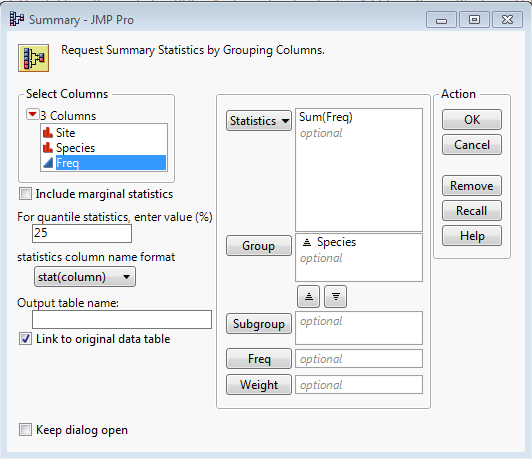 Summary - JMP Pro
Request Summary Statistics by Grouping Columns.
Select Columns
3 Columns
Site
Species
Freq
Include marginal statistics
For quantile statistics, enter value (%)
25
statistics column name format
stat(column)
Output table name:
Link to original data table
Keep dialog open
Statistics
Sum(Freq)
optional
Group
Species
optional
Subgroup
optional
Freq
optional
Weight
optional
Action
OK
Cancel
Remove
Recall
Help